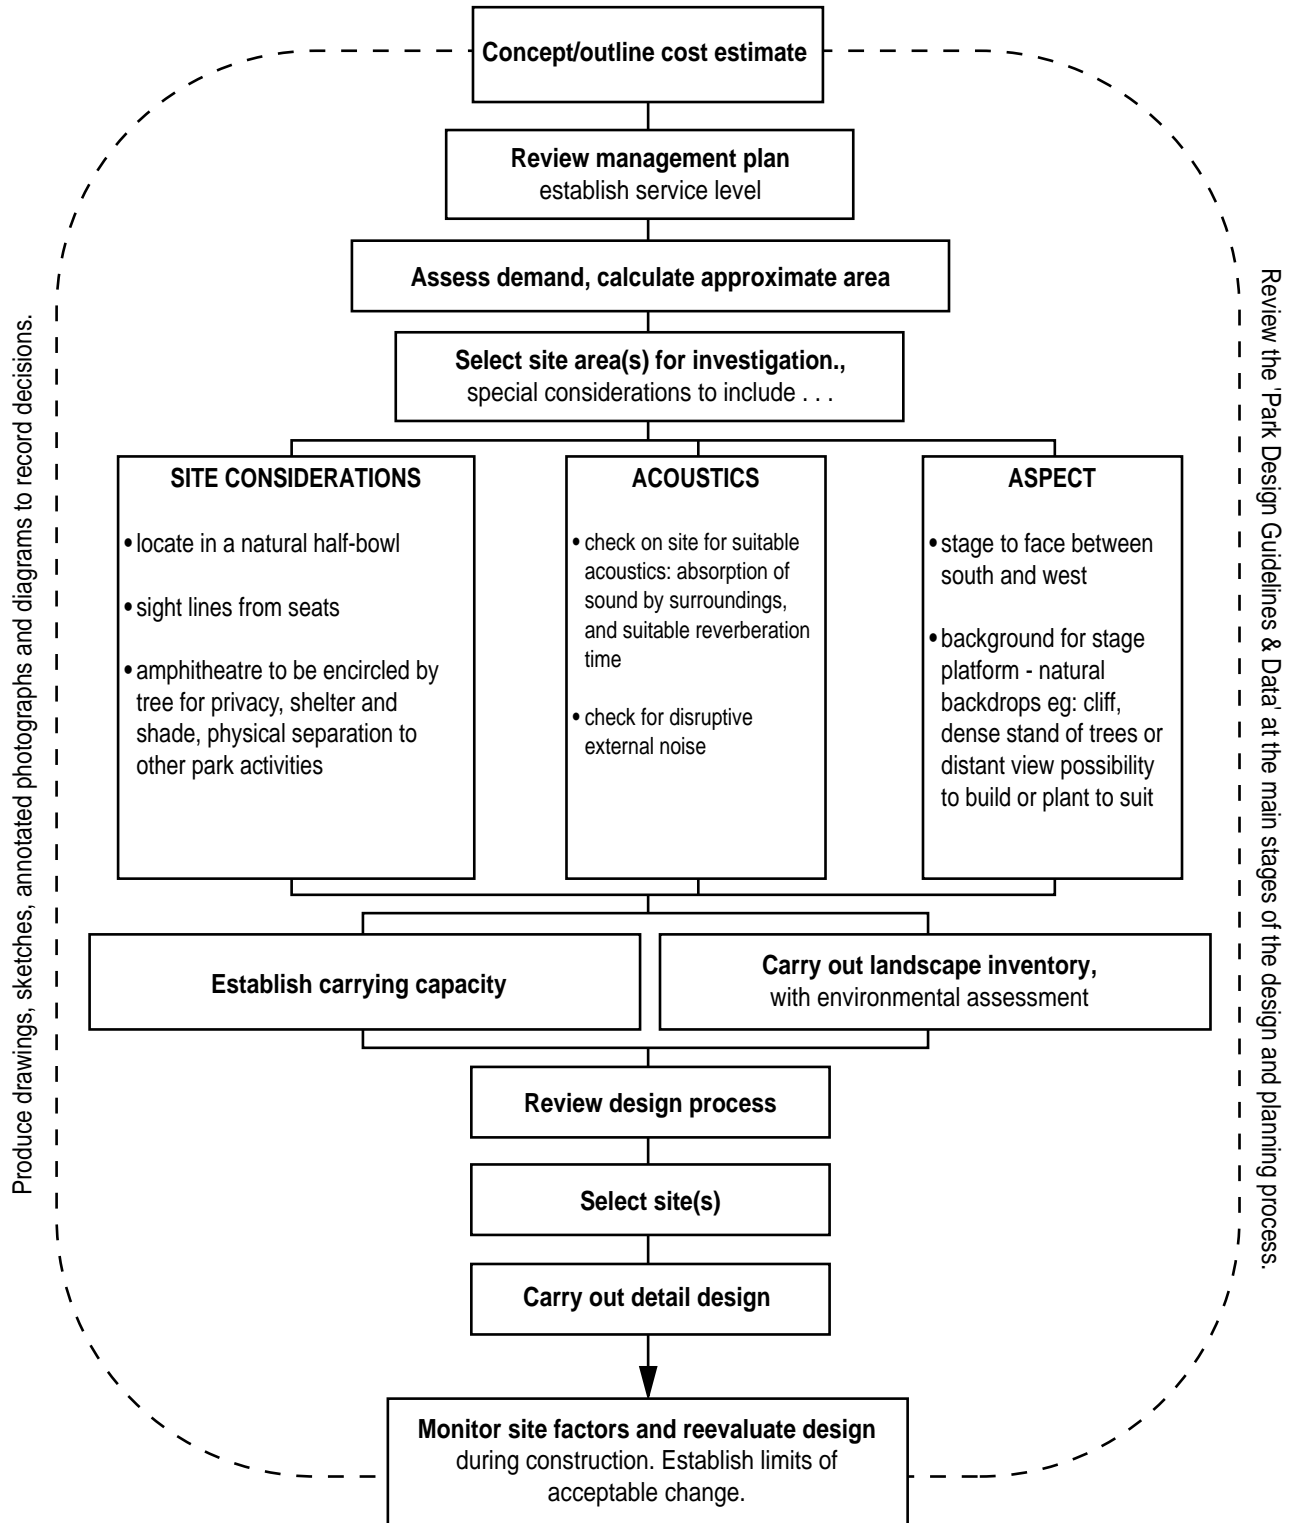 Concept/outline cost estimate
Review management plan
establish service level
Assess demand, calculate approximate area
Select site area(s) for investigation.,
special considerations to include . . .
SITE CONSIDERATIONS
• locate in a natural half-bowl
• sight lines from seats
• amphitheatre to be encircled by
tree for privacy, shelter and
shade, physical separation to
other park activities
ACOUSTICS
• check on site for suitable
acoustics: absorption of
sound by surroundings,
and suitable reverberation
time
• check for disruptive
external noise
ASPECT
• stage to face between
south and west
• background for stage
platform - natural
backdrops eg: cliff,
dense stand of trees or
distant view possibility
to build or plant to suit
Establish carrying capacity
Carry out landscape inventory,
with environmental assessment
Review design process
Select site(s)
Carry out detail design
Monitor site factors and reevaluate design
during construction. Establish limits of
acceptable change.
Produce drawings, sketches, annotated photographs and diagrams to record decisions.
Review the 'Park Design Guidelines & Data' at the main stages of the design and planning process.